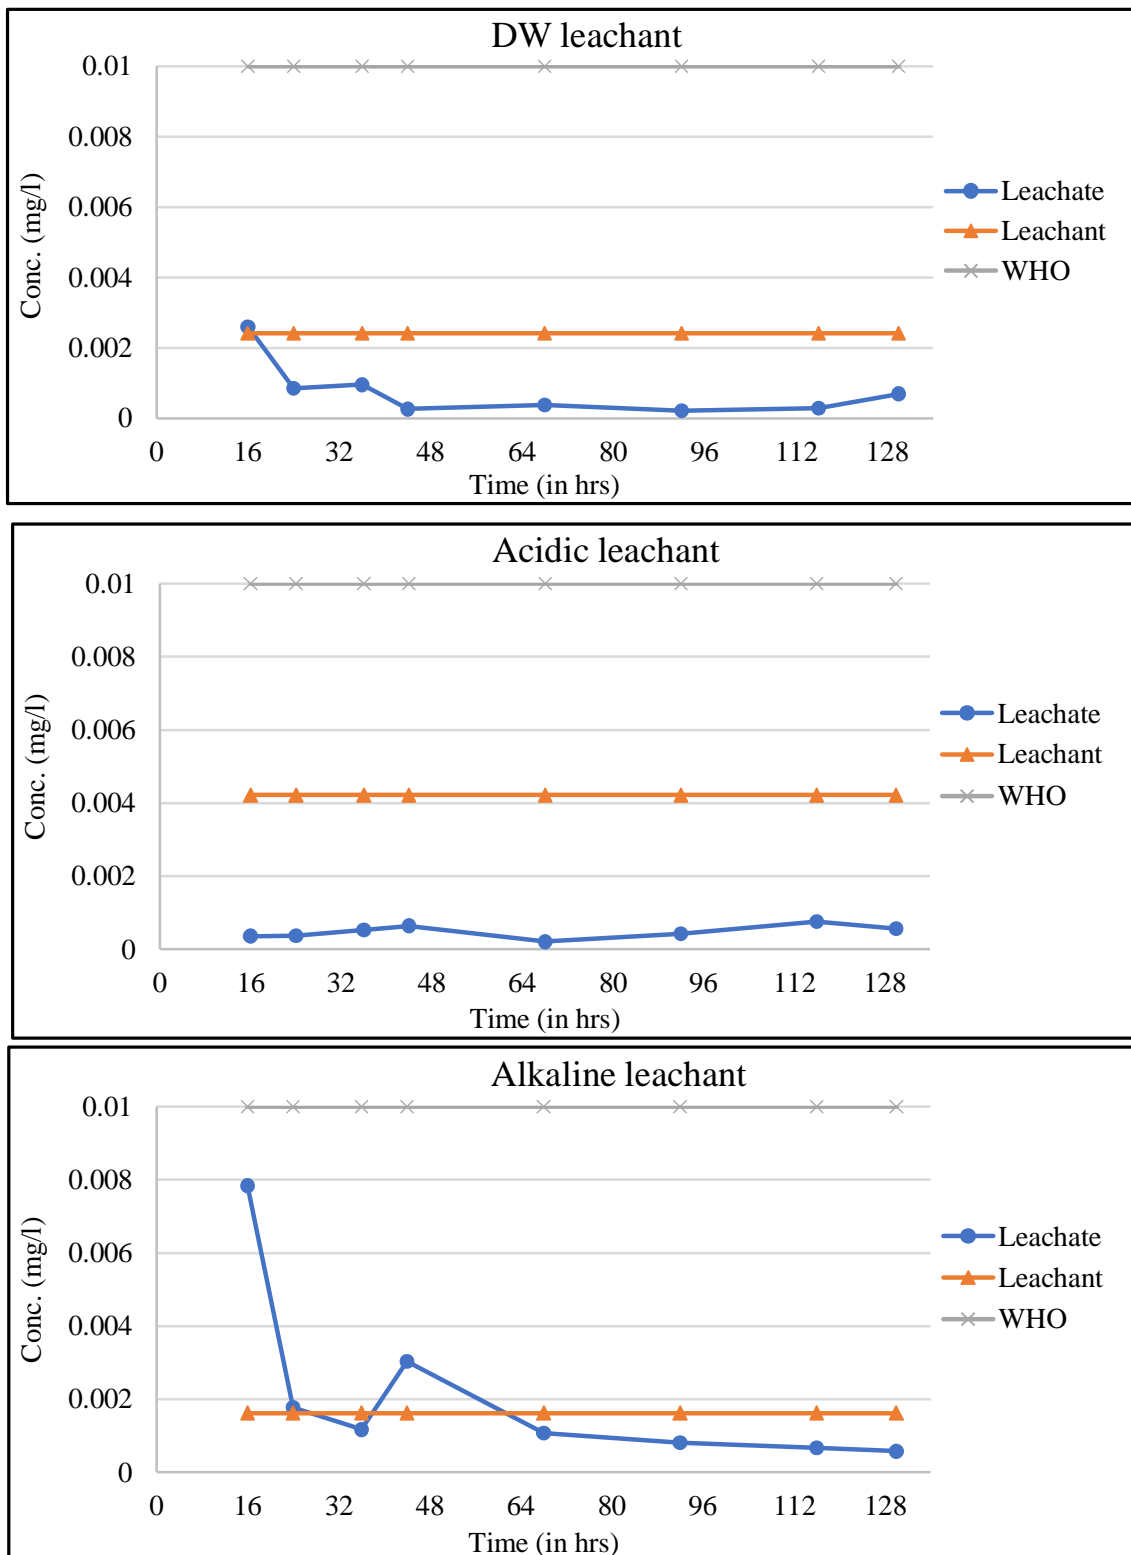 DW leachant
0.01
0.008
0.006
0.004
0.002
0
Conc. (mg/l)
0 16 32 48 64 80 96 112 128
Time (in hrs)
Leachate
Leachant
WHO
Acidic leachant
0.01
0.008
0.006
0.004
0.002
0
Conc. (mg/l)
0 16 32 48 64 80 96 112 128
Time (in hrs)
Leachate
Leachant
WHO
Alkaline leachant
0.01
0.008
0.006
0.004
0.002
0
Conc. (mg/l)
0 16 32 48 64 80 96 112 128
Time (in hrs)
Leachate
Leachant
WHO